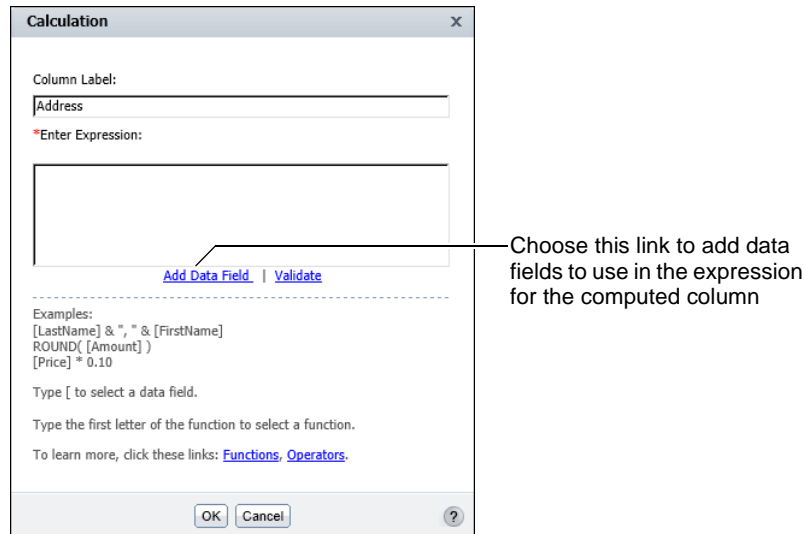 Calculation
x
Column Label:
Address
*Enter Expression:
Add Data Field | Validate
Choose this link to add data
fields to use in the expression
for the computed column
Examples:
[LastName] & ", " & [FirstName]
ROUND( [Amount] )
[Price] * 0.10
Type [ to select a data field.
Type the first letter of the function to select a function.
To learn more, click these links: Functions, Operators.
OK Cancel ?